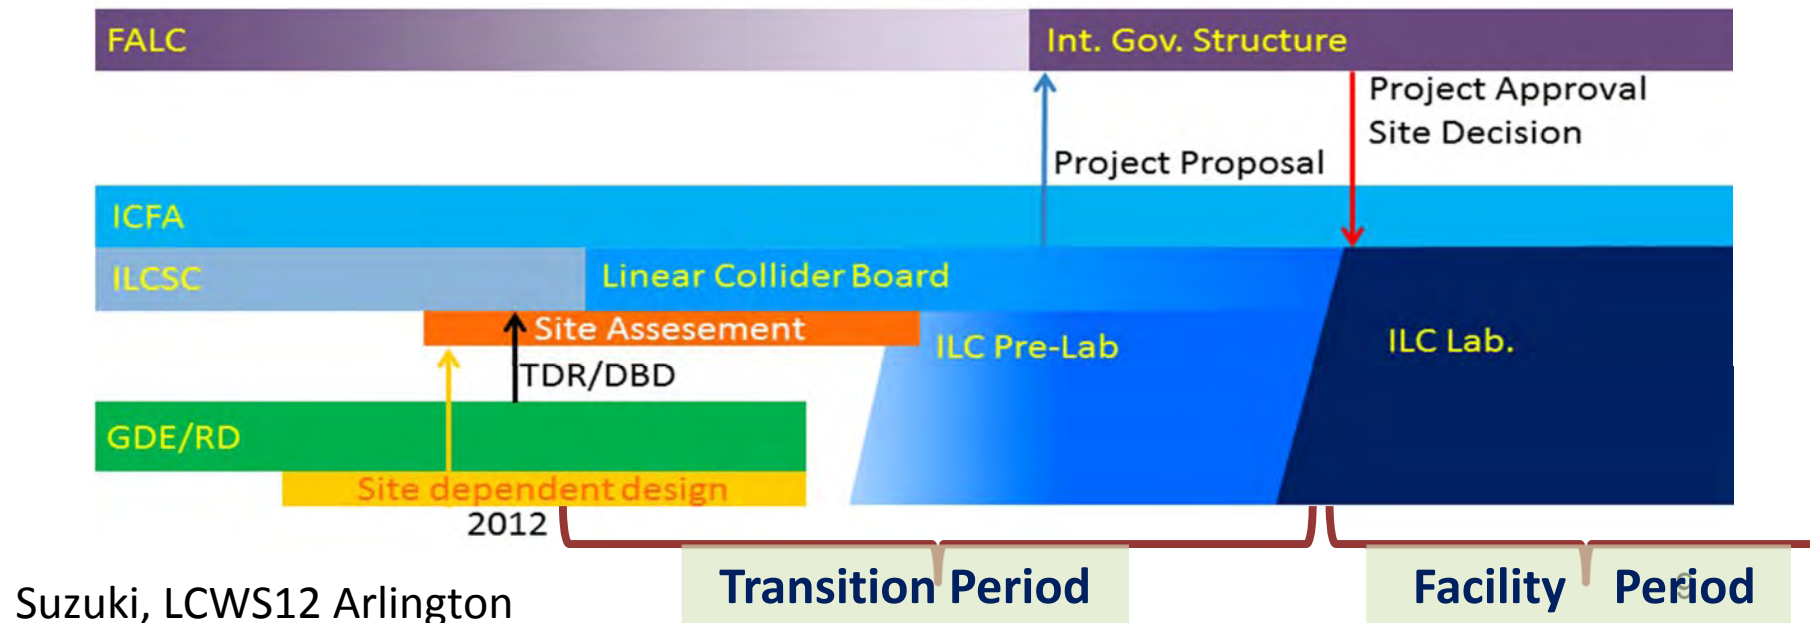 FALC
Int. Gov. Structure
Project Approval
Site Decision
Project Proposal
ICFA
ILCSC
Linear Collider Board
Site Assesement
ILC Pre-Lab
ILC Lab.
TDR/DBD
GDE/RD
Site dependent design
2012
Transition Period
Facility Period
9
Suzuki, LCWS12 Arlington